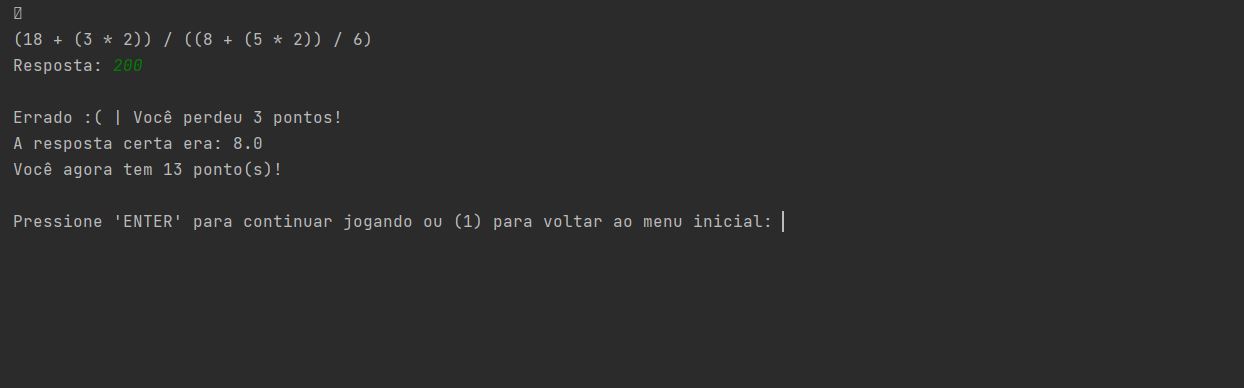 (18 + (3 * 2)) / ((8 + (5 * 2)) / 6)
Resposta: 200
Errado :( | Você perdeu 3 pontos!
A resposta certa era: 8.0
Você agora tem 13 ponto(s)!
Pressione 'ENTER' para continuar jogando ou (1) para voltar ao menu inicial: